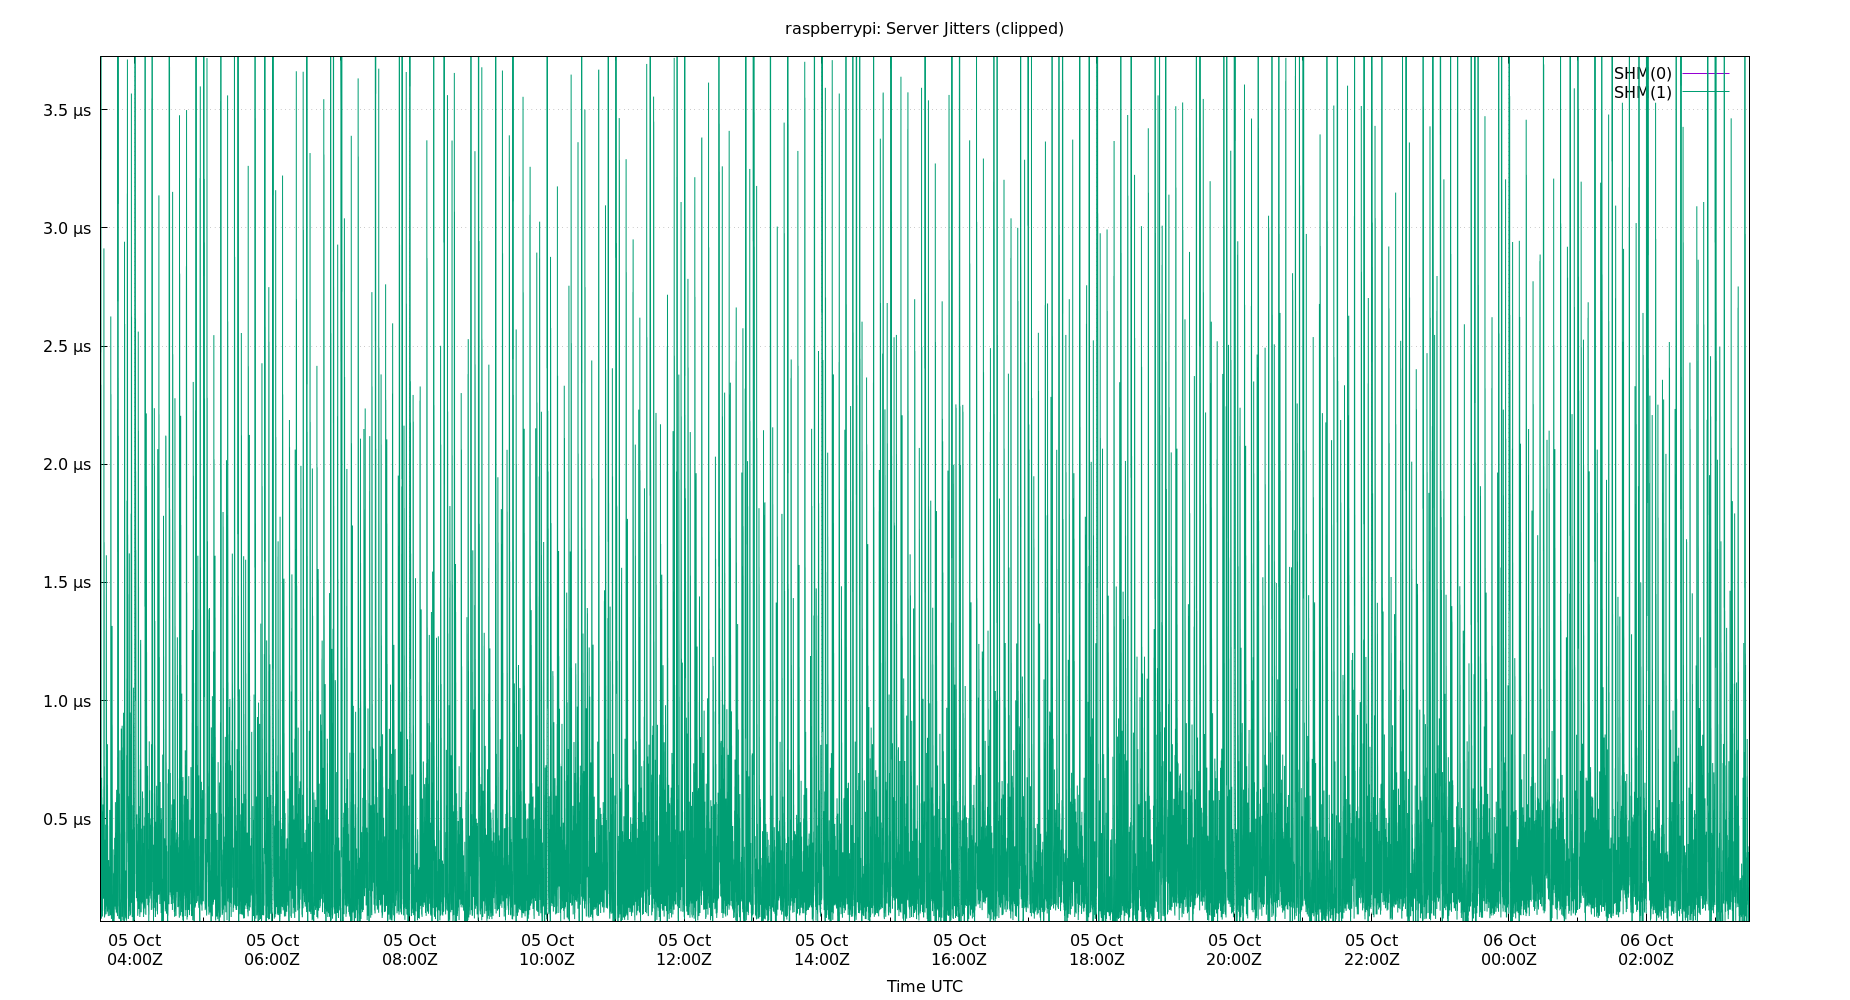 raspberrypi: Server Jitters (clipped)
SHM(0)
SHM(1)
3.5 µs
3.0 µs
2.5 µs
2.0 µs
1.5 µs
1.0 µs
0.5 µs
05 Oct 05 Oct 05 Oct 05 Oct 05 Oct 05 Oct 05 Oct 05 Oct 05 Oct 05 Oct 06 Oct 06 Oct
04:00Z 06:00Z 08:00Z 10:00Z 12:00Z 14:00Z 16:00Z 18:00Z 20:00Z 22:00Z 00:00Z 02:00Z
Time UTC